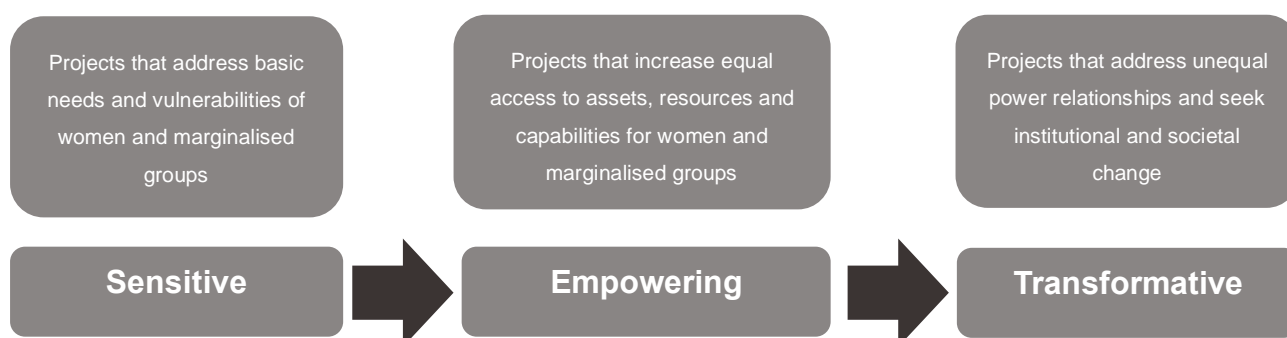 Projects that address basic
needs and vulnerabilities of
women and marginalised
groups
Projects that increase equal
access to assets, resources and
capabilities for women and
marginalised groups
Projects that address unequal
power relationships and seek
institutional and societal
change
Sensitive
Empowering
Transformative